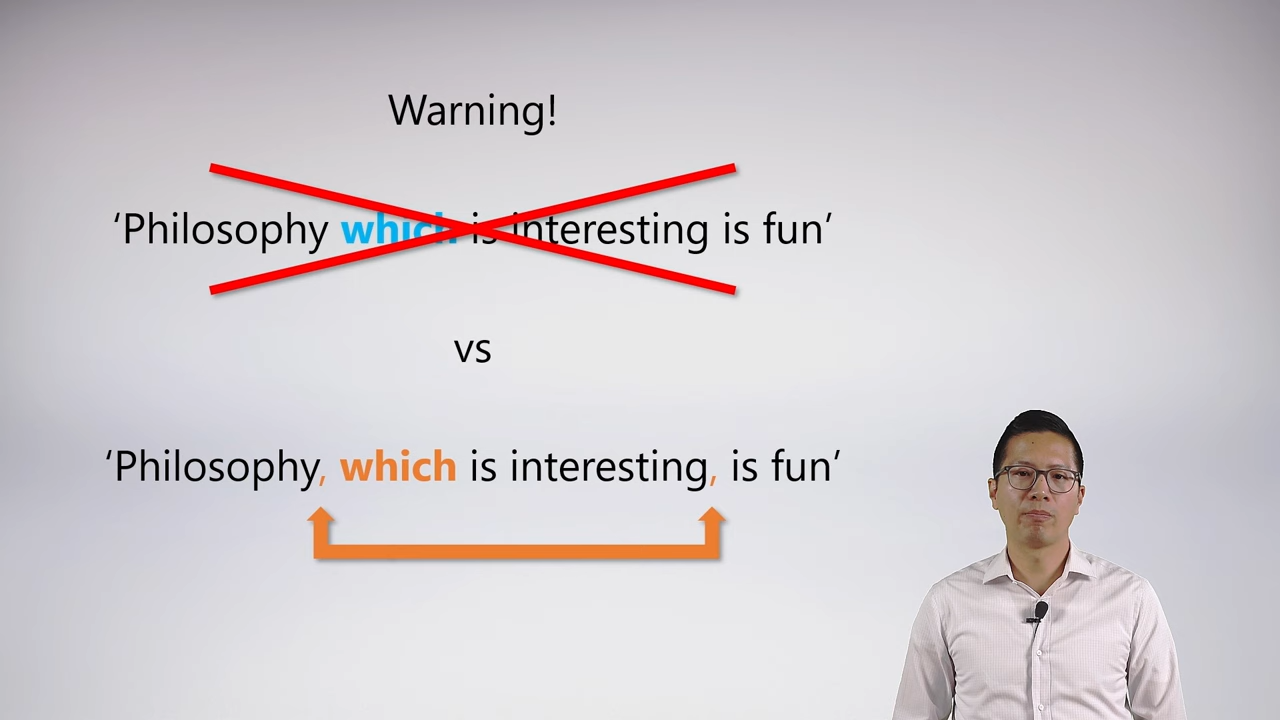 Warning!
‘Philosophy which is interesting is fun’
vs
‘Philosophy, which is interesting, is fun’